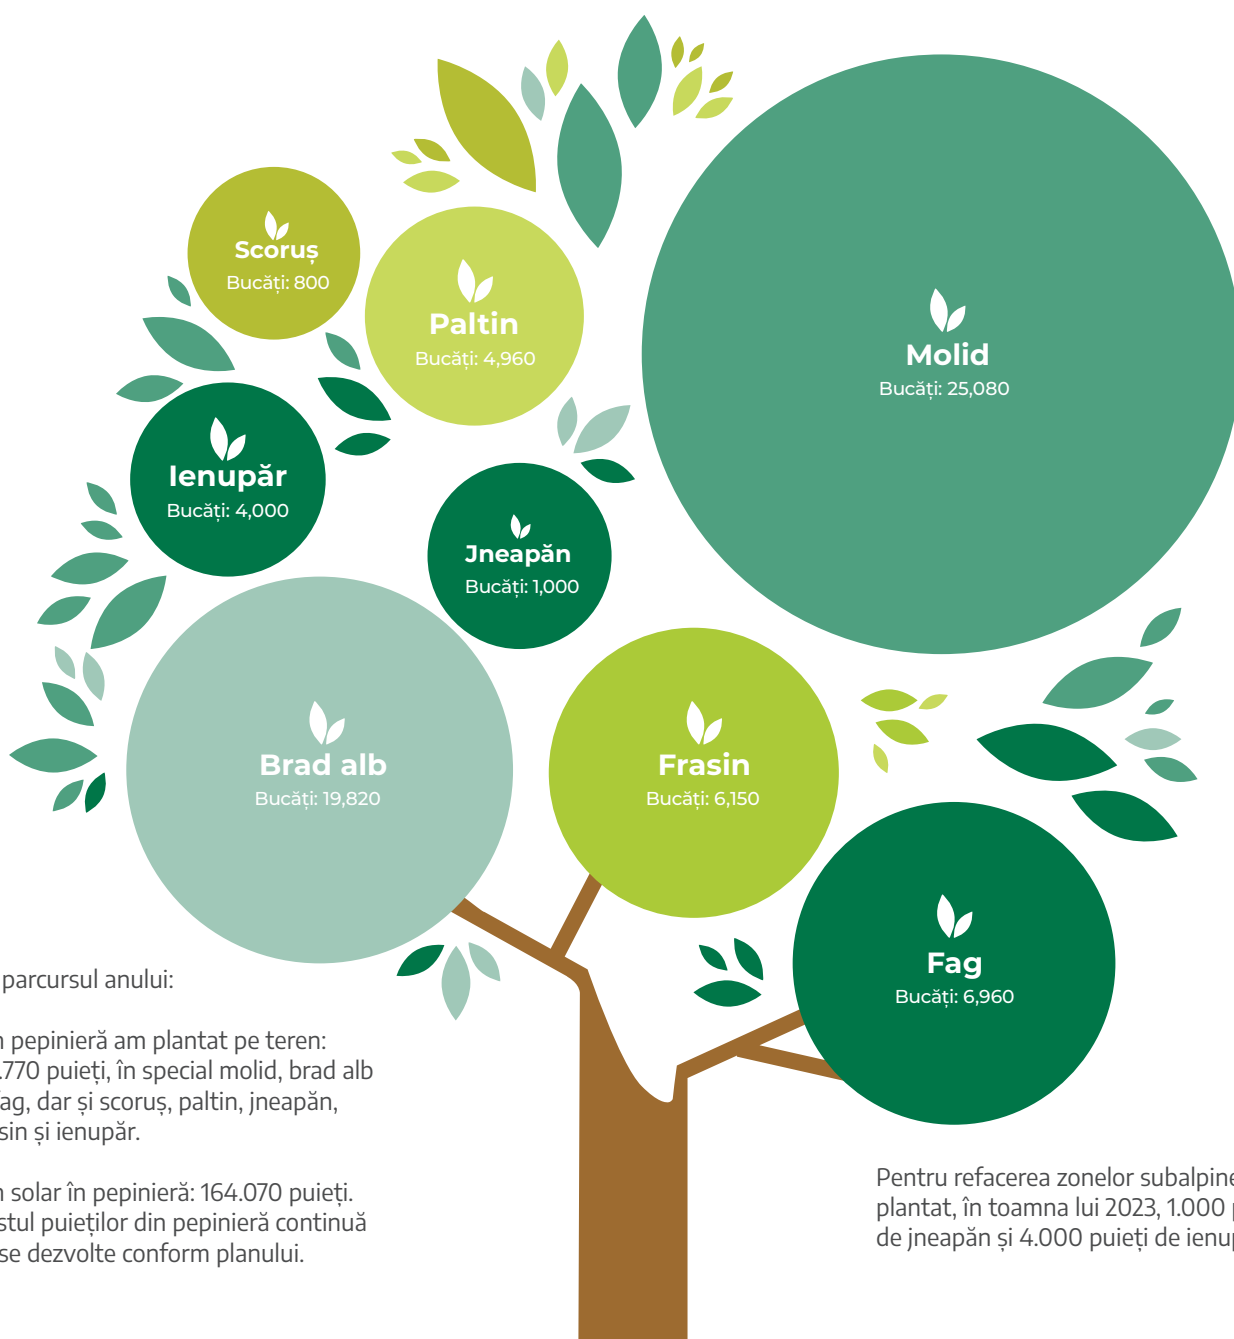 Scoruș
Bucăți: 800
Paltin
Bucăți: 4,960
Molid
Bucăți: 25,080
Ienupăr
Bucăți: 4,000
Jneapăn
Bucăți: 1,000
Brad alb
Bucăți: 19,820
Frasin
Bucăți: 6,150
Fag
Bucăți: 6,960
parcursul anului:
pepinieră am plantat pe teren:
.770 puieți, în special molid, brad alb
fag, dar și scoruș, paltin, jneapăn,
sin și ienupăr.
solar în pepinieră: 164.070 puieți.
stul puieților din pepinieră continuă
se dezvolte conform planului.
Pentru refacerea zonelor subalpine
plantat, în toamna lui 2023, 1.000 p
de jneapăn și 4.000 puieți de ienup